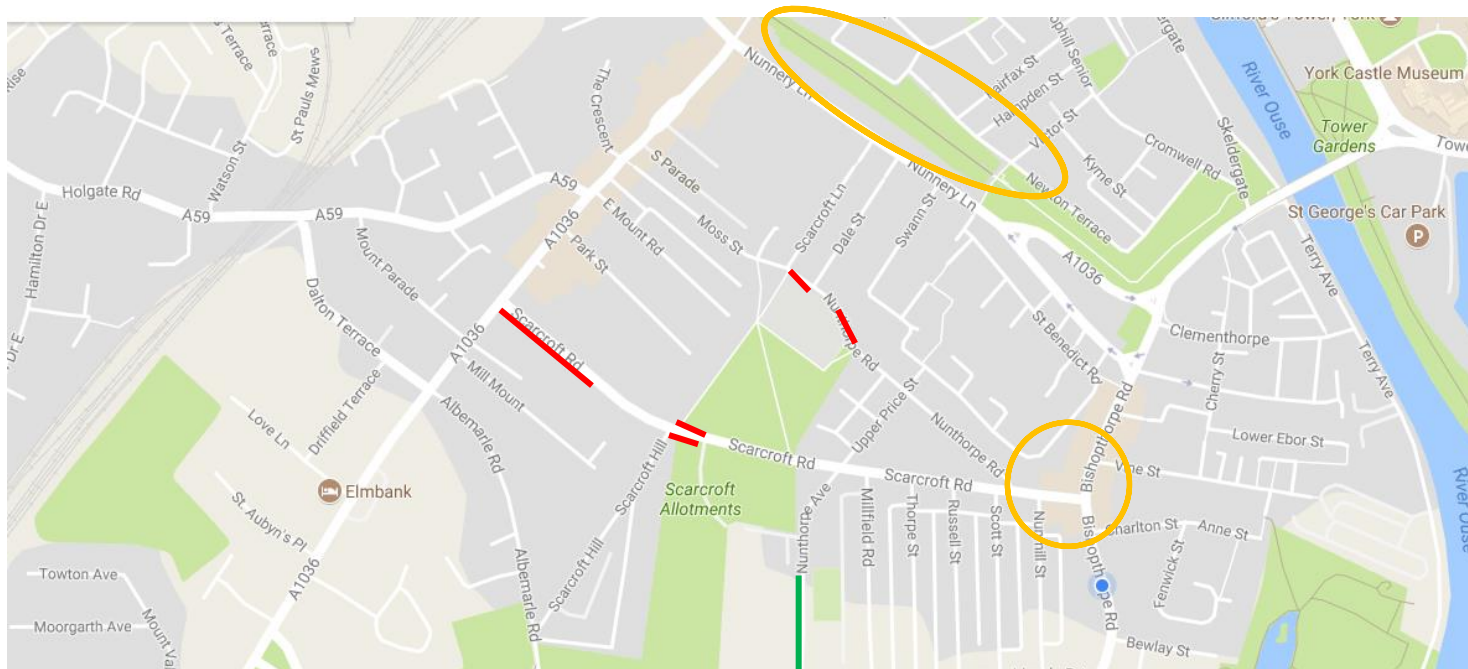 Terrace
Terrace
Rise
St Pauls Mews
Watson St
Holgate Rd
A59
A59
A59
Hamilton Dr E
Dr E
The Crescent
S Parade
E Mount Rd
Moss St
Park St
A1036
Mount Parade
Dalton Terrace
A1036
Scarcroft Rd
Mill Mount
Albemarle Rd
Driffield Terrace
Love Ln
Elmbank
St. Aubyn's Pl
A1036
Towton Ave
Moorgarth Ave
Albemarle Rd
Scarcroft Hill
Scarcroft Hill
Scarcroft
Allotments
Scarcroft Rd
Scarcroft Rd
Nunnery Ln
Nunnery Ln
Scarcroft Ln
Dale St
Swann St
Nunthorpe Rd
Nunthorpe Rd
Upper Price St
Nunthorpe Ave
Millfield Rd
Thorpe St
Russell St
Scott St
Nunmill St
Fairfax St
Hampden St
Victor St
Newton Terrace
Kyme St
Cromwell Rd
Skeldergate
River Ouse
York Castle Museum
Tower
Gardens
St George's Car Park
P
Terry Ave
Terry Ave
A1036
St Benedict Rd
Clementhorpe
Cherry St
Bishopthorpe Rd
Lower Ebor St
Vine St
Charlton St
Anne St
Fenwick St
Bishopthorpe Rd
Bewlay St
River Ouse